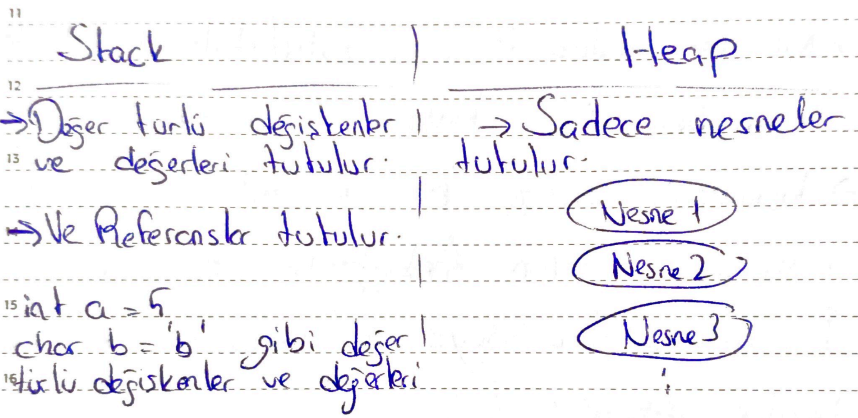 11
Stack | Heap
12
→ Değer türlü değişkenler | → Sadece nesneler
13 ve değerleri tutulur. tutulur.
Nesne 1
→ Ve Referanslar tutulur.
Nesne 2
15 int a = 5
char b = 'b' gibi değer | Nesne 3
16 türlü değişkenler ve değerleri :